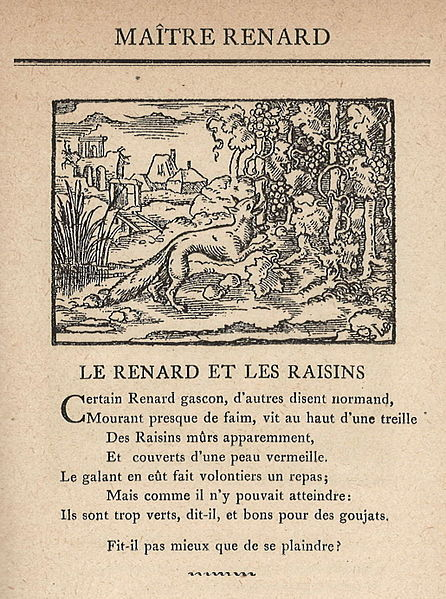 MAÎTRE RENARD
LE RENARD ET LES RAISINS
Certain Renard gascon, d'autres disent normand,
Mourant presque de faim, vit au haut d'une treille
Des Raisins mûrs apparemment,
Et couverts d'une peau vermeille.
Le galant en eût fait volontiers un repas;
Mais comme il n'y pouvait atteindre:
Ils sont trop verts, dit-il, et bons pour des goujats.
Fit-il pas mieux que de se plaindre?